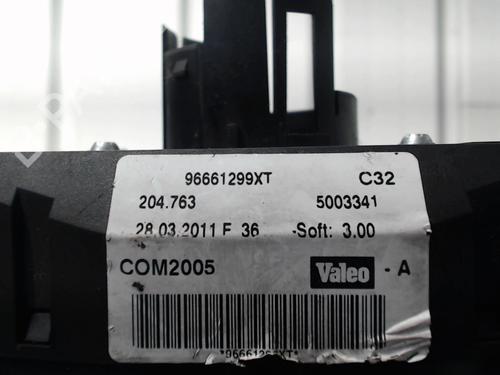 96661299XT C32
204.763 5003341
28.03.2011 F 36 -Soft: 3.00
COM2005 Valeo - A